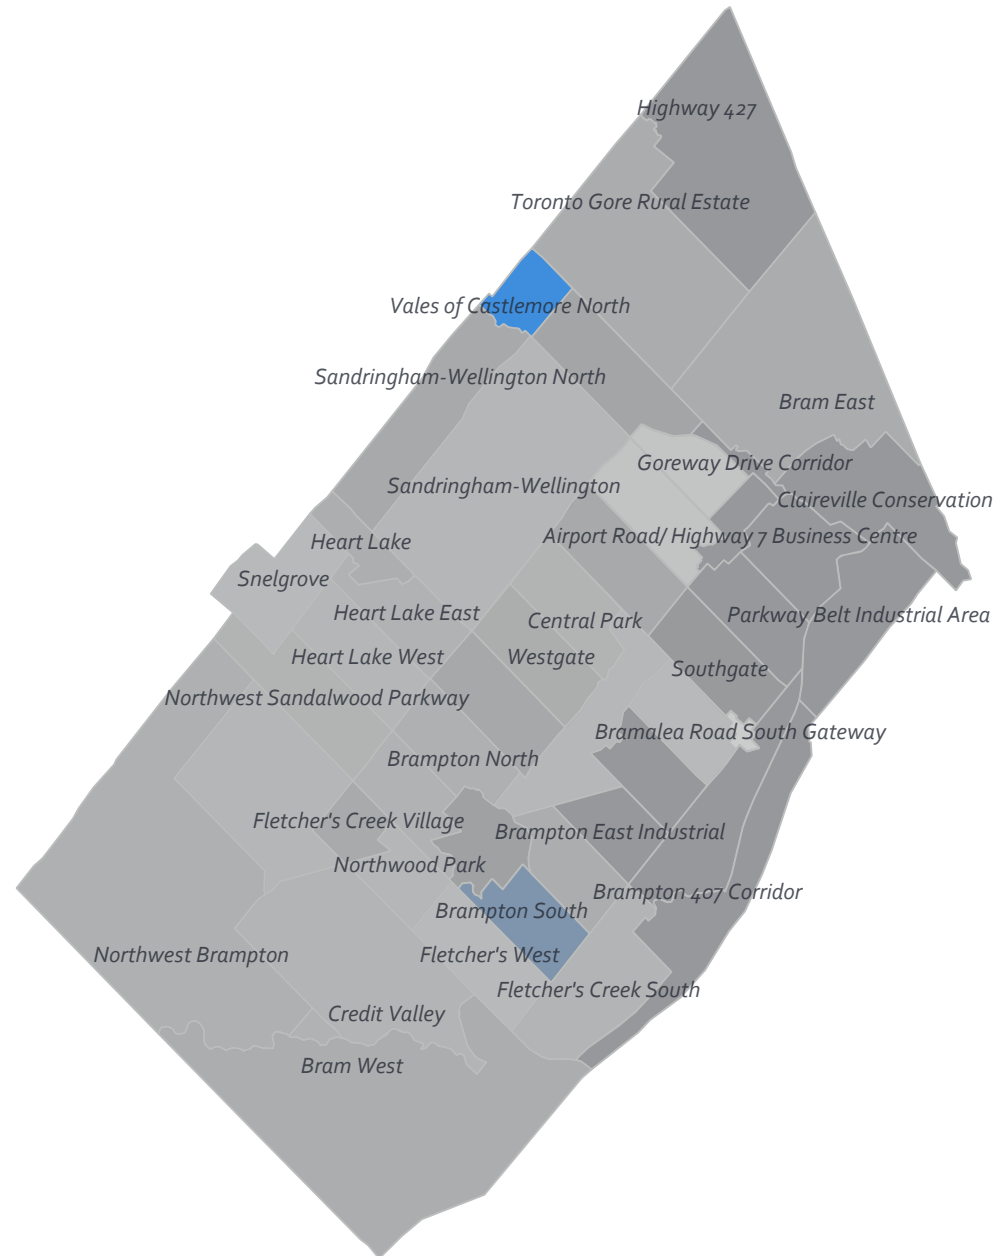 Highway 427
Toronto Gore Rural Estate
Vales of Castlemore North
Sandringham-Wellington North
Bram East
Goreway Drive Corridor
Sandringham-Wellington
Claireville Conservation
Airport Road/ Highway 7 Business Centre
Heart Lake
Snelgrove
Heart Lake East
Central Park
Parkway Belt Industrial Area
Heart Lake West
Westgate
Southgate
Northwest Sandalwood Parkway
Bramalea Road South Gateway
Brampton North
Fletcher's Creek Village
Brampton East Industrial
Northwood Park
Brampton 407 Corridor
Brampton South
Northwest Brampton
Fletcher's West
Fletcher's Creek South
Credit Valley
Bram West